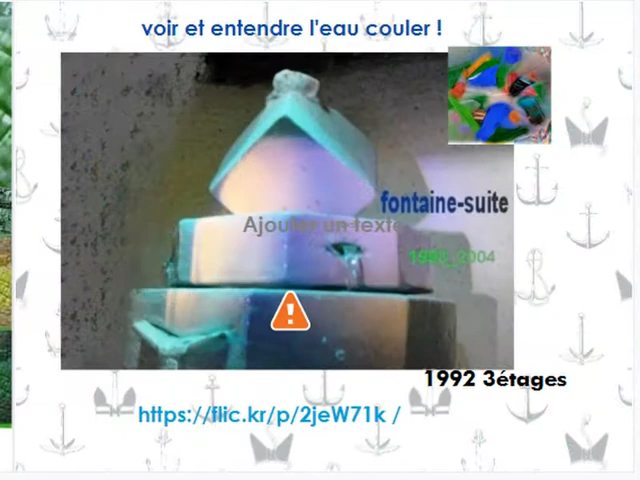 voir et entendre l'eau couler !
fontaine-suite
Ajouter un texte
2004
1992 3étages
https://flic.kr/p/2jeW71k /